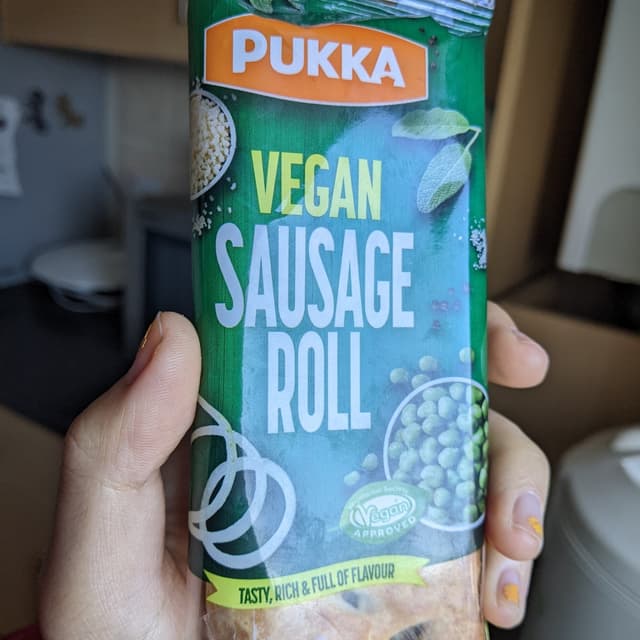 PUKKA
VEGAN
SAUSAGE
ROLL
Vegan
APPROVED
TASTY, RICH & FULL OF FLAVOUR